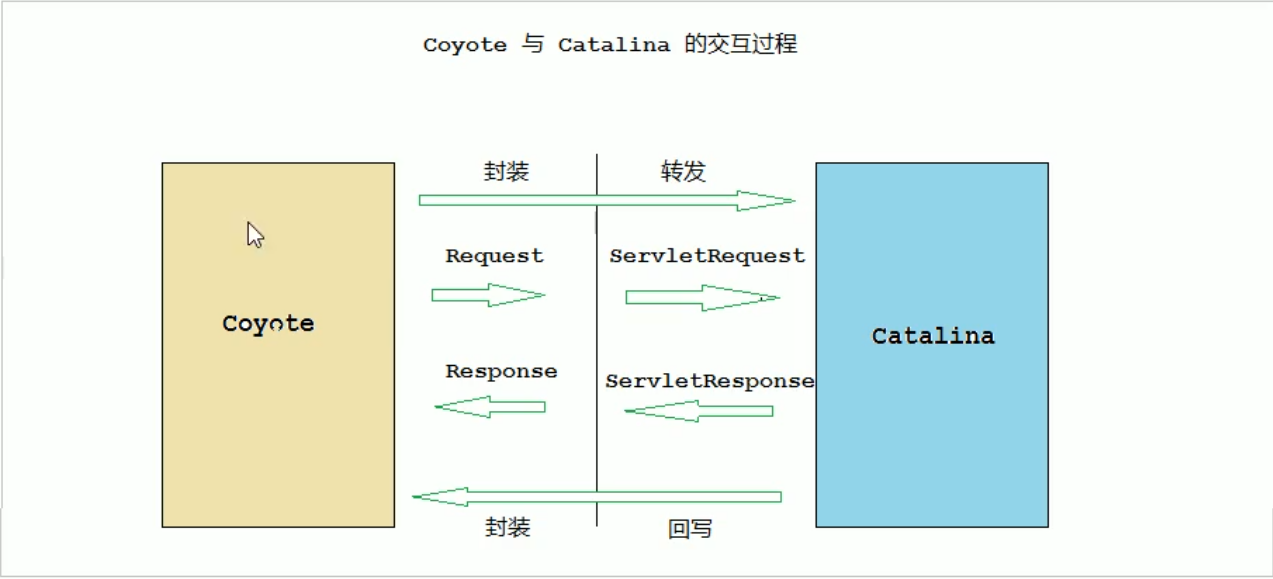 Coyote 与 Catalina 的交互过程
封装 转发
Request ServletRequest
Coyote
Catalina
Response ServletResponse
封装 回写